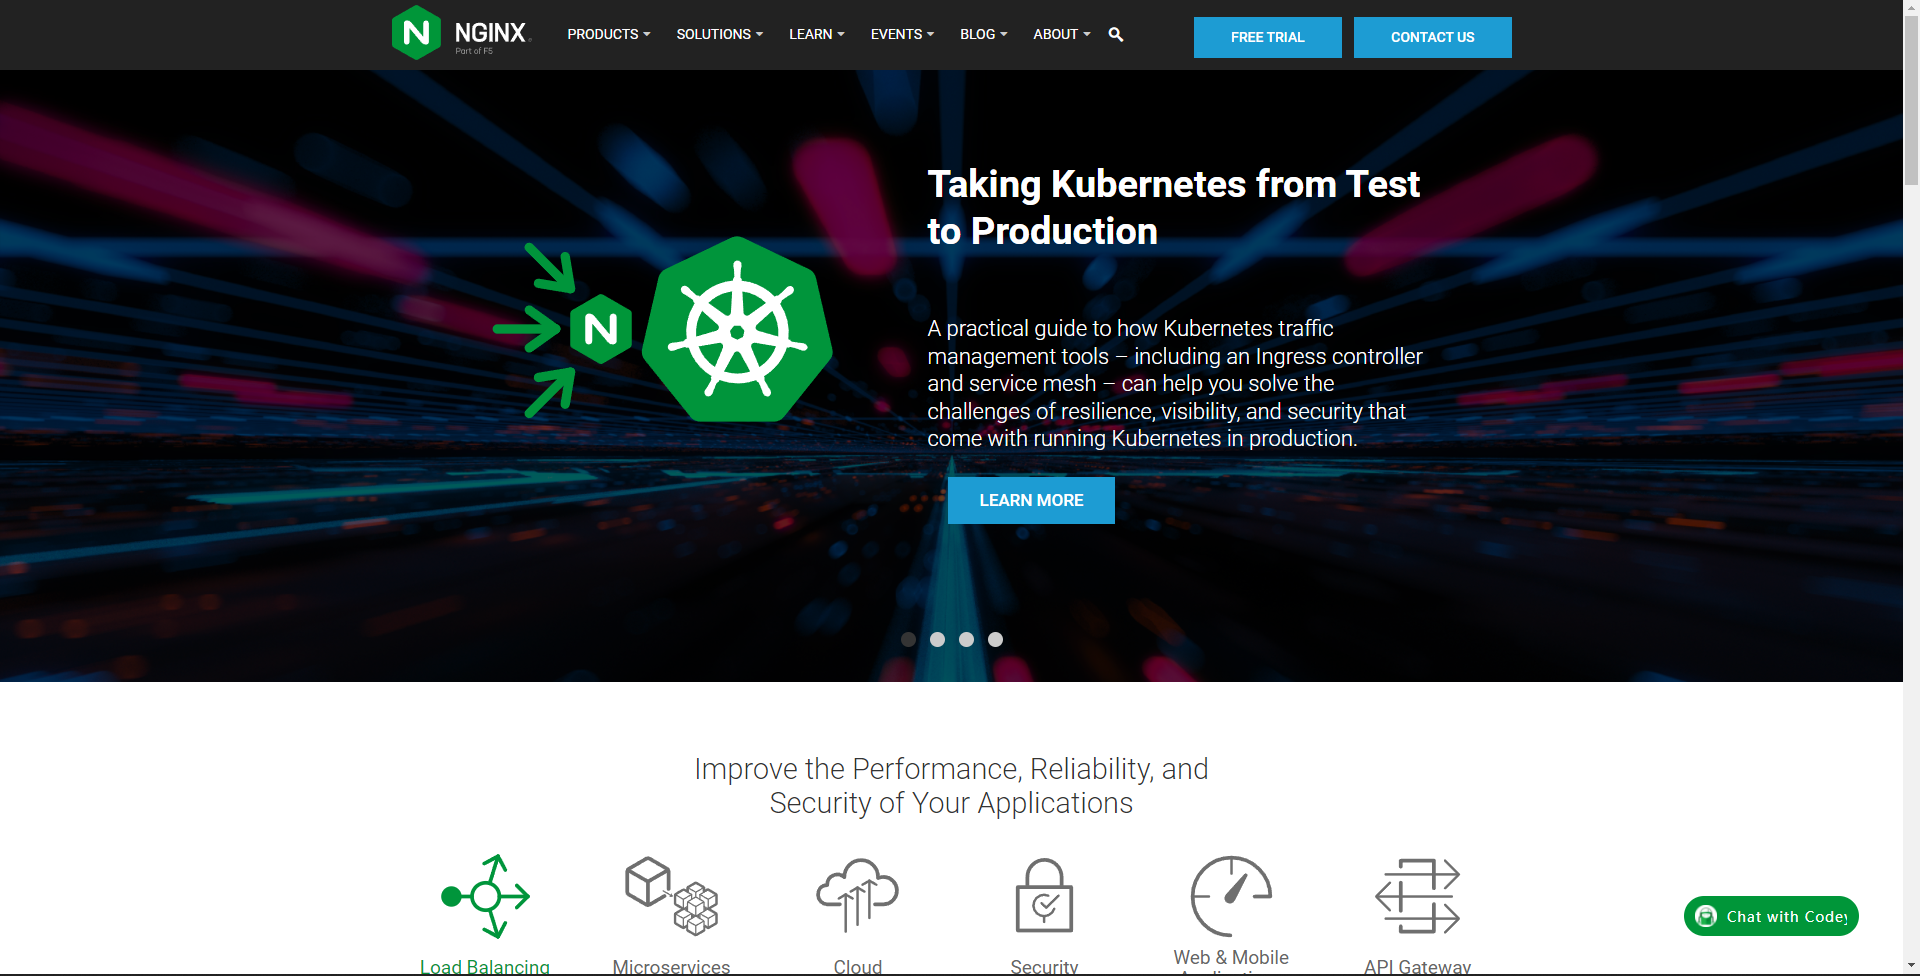 NGINX
Part of F5
PRODUCTS
SOLUTIONS
LEARN
EVENTS
BLOG
ABOUT
FREE TRIAL
CONTACT US
Taking Kubernetes from Test
to Production
A practical guide to how Kubernetes traffic
management tools – including an Ingress controller
and service mesh – can help you solve the
challenges of resilience, visibility, and security that
come with running Kubernetes in production.
LEARN MORE
Improve the Performance, Reliability, and
Security of Your Applications
Load Balancing
Microservices
Cloud
Security
Web & Mobile
API Gateway
Chat with Codey